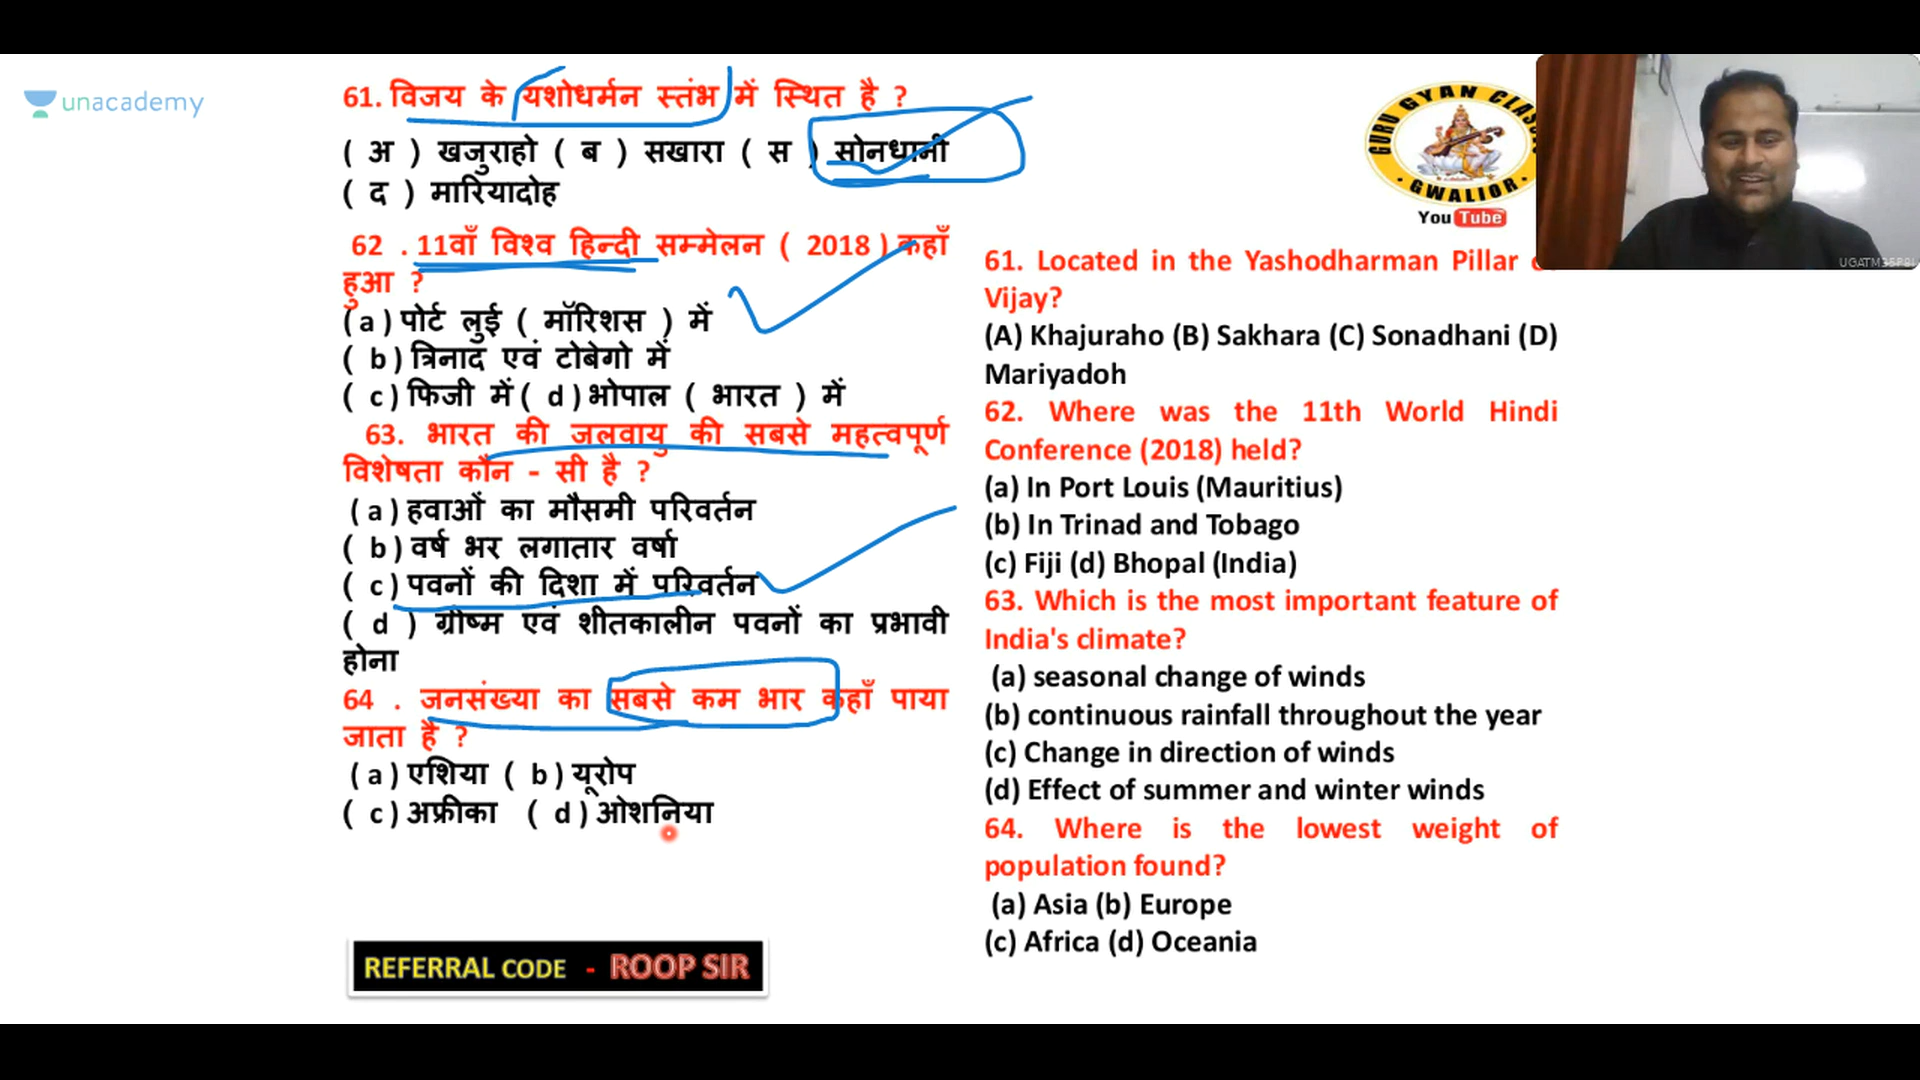 unacademy
61. विजय के यशोधर्मन स्तंभ में स्थित है ?
( अ ) खजुराहो ( ब ) सखारा ( स ) सोनधानी
( द ) मारियादोह
62 . 11वाँ विश्व हिन्दी सम्मेलन ( 2018 ) कहाँ
हुआ ?
( a ) पोर्ट लुई ( मॉरिशस ) में
( b ) त्रिनाद एवं टोबेगो में
( c ) फिजी में ( d ) भोपाल ( भारत ) में
63. भारत की जलवायु की सबसे महत्वपूर्ण
विशेषता कौन - सी है ?
( a ) हवाओं का मौसमी परिवर्तन
( b ) वर्ष भर लगातार वर्षा
( c ) पवनों की दिशा में परिवर्तन
( d ) ग्रीष्म एवं शीतकालीन पवनों का प्रभावी
होना
64 . जनसंख्या का सबसे कम भार कहाँ पाया
जाता है ?
( a ) एशिया ( b ) यूरोप
( c ) अफ्रीका ( d ) ओशनिया
REFERRAL CODE - ROOP SIR
GURU GYAN
GWALIOR
You Tube
61. Located in the Yashodharman Pillar
Vijay?
(A) Khajuraho (B) Sakhara (C) Sonadhani (D)
Mariyadoh
62. Where was the 11th World Hindi
Conference (2018) held?
(a) In Port Louis (Mauritius)
(b) In Trinad and Tobago
(c) Fiji (d) Bhopal (India)
63. Which is the most important feature of
India's climate?
(a) seasonal change of winds
(b) continuous rainfall throughout the year
(c) Change in direction of winds
(d) Effect of summer and winter winds
64. Where is the lowest weight of
population found?
(a) Asia (b) Europe
(c) Africa (d) Oceania